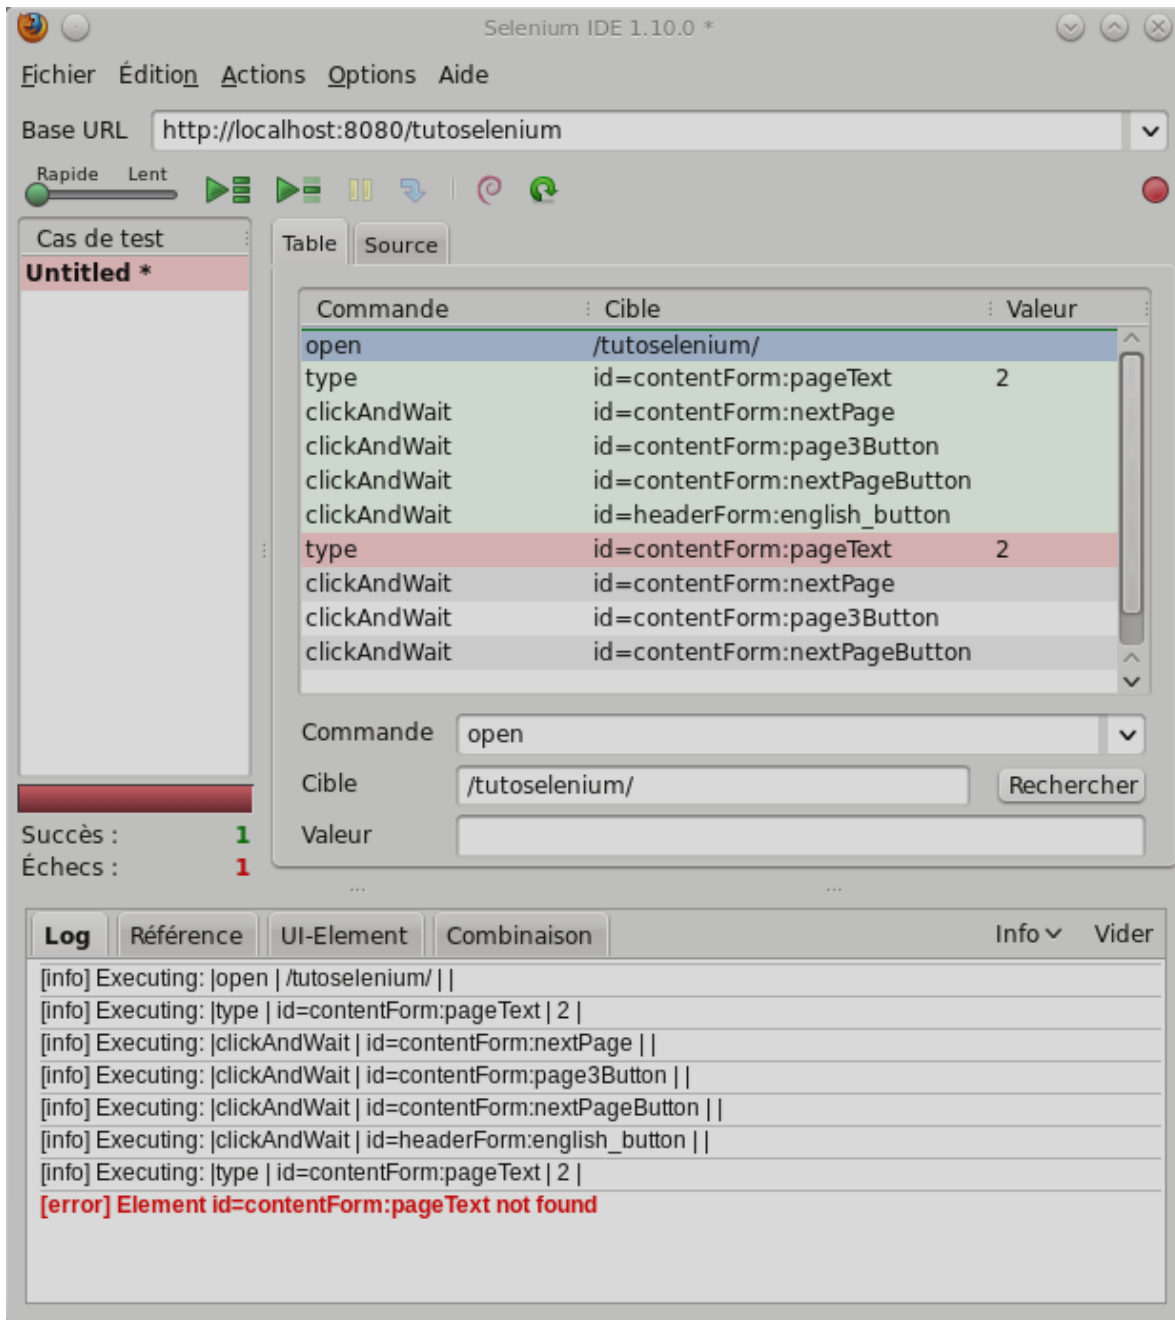 Selenium IDE 1.10.0 *
Fichier Édition Actions Options Aide
Base URL http://localhost:8080/tutoselenium
Rapide Lent
Cas de test
Untitled *
Table Source
Commande Cible Valeur
open /tutoselenium/
type id=contentForm:pageText 2
clickAndWait id=contentForm:nextPage
clickAndWait id=contentForm:page3Button
clickAndWait id=contentForm:nextPageButton
clickAndWait id=headerForm:english_button
type id=contentForm:pageText 2
clickAndWait id=contentForm:nextPage
clickAndWait id=contentForm:page3Button
clickAndWait id=contentForm:nextPageButton
Commande open
Cible /tutoselenium/ Rechercher
Valeur
Succès : 1
Échecs : 1
Log Référence UI-Element Combinaison Info Vider
[info] Executing: |open | /tutoselenium/ | |
[info] Executing: |type | id=contentForm:pageText | 2 |
[info] Executing: |clickAndWait | id=contentForm:nextPage | |
[info] Executing: |clickAndWait | id=contentForm:page3Button | |
[info] Executing: |clickAndWait | id=contentForm:nextPageButton | |
[info] Executing: |clickAndWait | id=headerForm:english_button | |
[info] Executing: |type | id=contentForm:pageText | 2 |
[error] Element id=contentForm:pageText not found